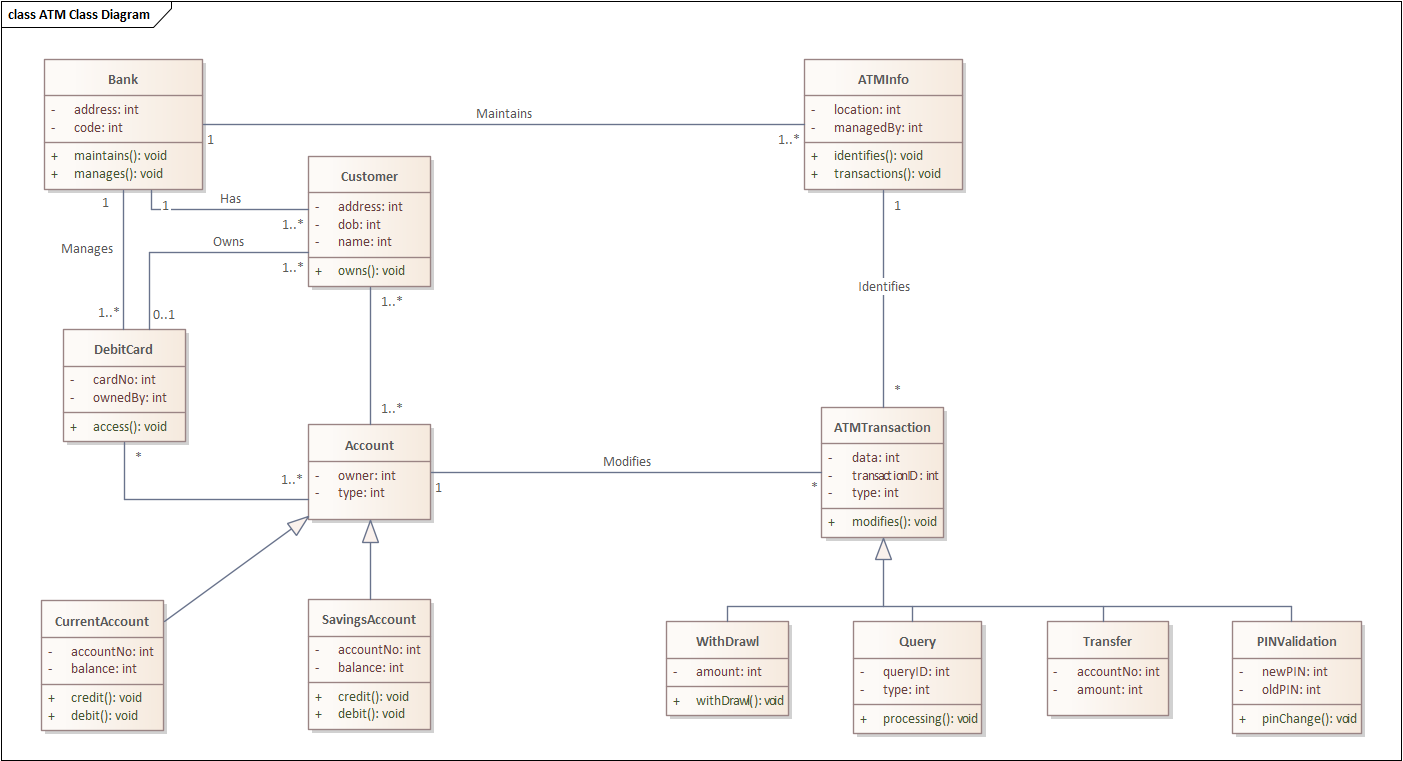 class ATM Class Diagram
Bank
- address: int
- code: int
+ maintains(): void
+ manages(): void
ATMInfo
- location: int
- managedBy: int
+ identifies(): void
+ transactions(): void
Maintains
1
1..*
Customer
- address: int
- dob: int
- name: int
+ owns(): void
1
Has
1..*
1
Manages
1..*
Owns
1..*
0..1
1
Identifies
*
DebitCard
- cardNo: int
- ownedBy: int
+ access(): void
1..*
1..*
Account
- owner: int
- type: int
*
1..*
Modifies
1
*
ATMTransaction
- data: int
- transactionID: int
- type: int
+ modifies(): void
CurrentAccount
- accountNo: int
- balance: int
+ credit(): void
+ debit(): void
SavingsAccount
- accountNo: int
- balance: int
+ credit(): void
+ debit(): void
WithDrawl
- amount: int
+ withDrawl(): void
Query
- queryID: int
- type: int
+ processing(): void
Transfer
- accountNo: int
- amount: int
PINValidation
- newPIN: int
- oldPIN: int
+ pinChange(): void